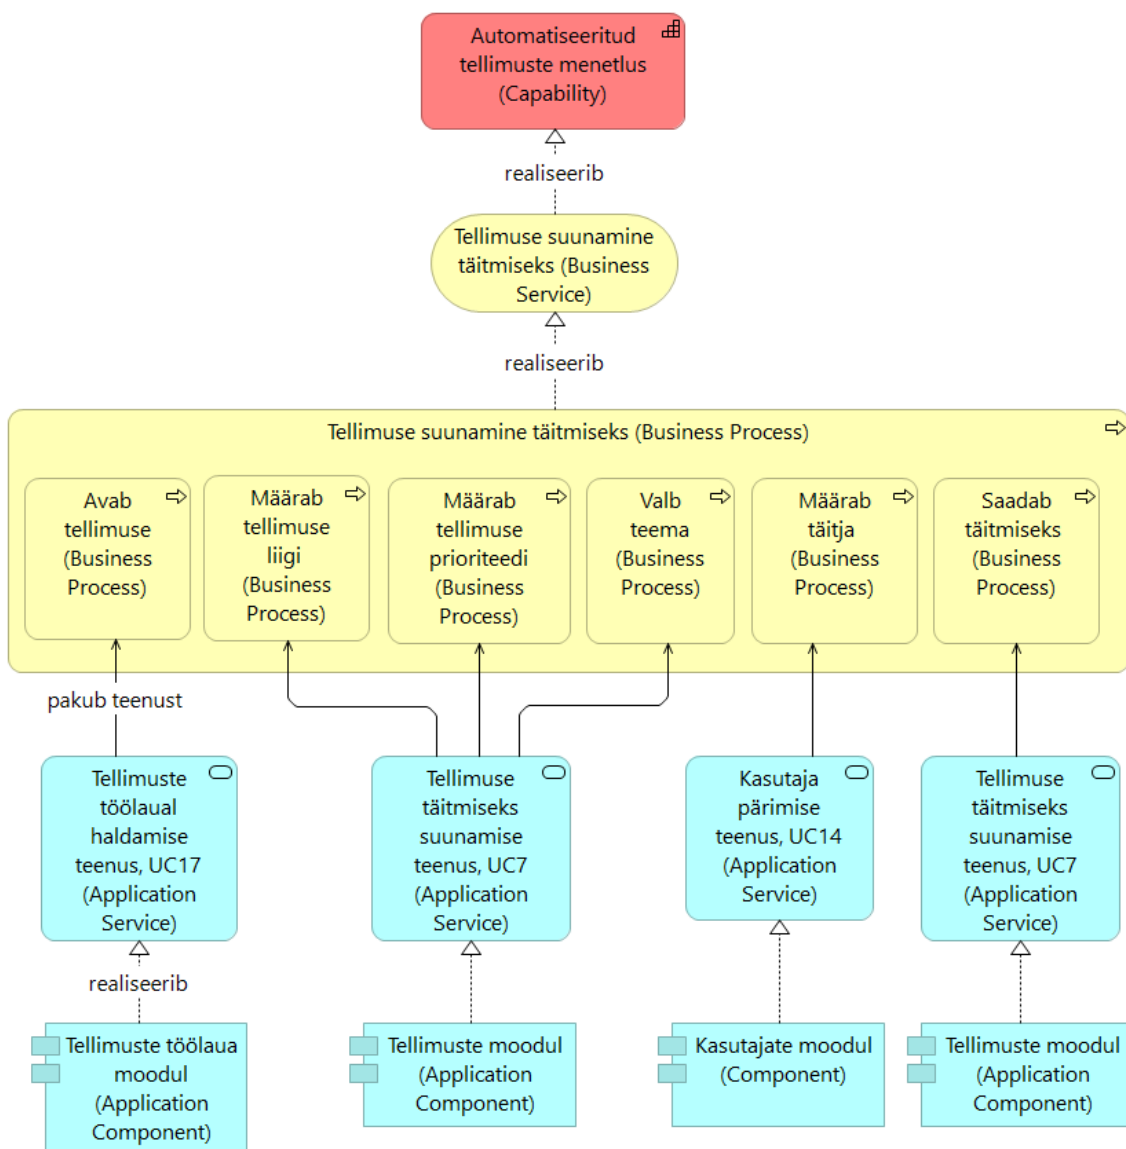 Automatiseeritud
tellimuste menetlus
(Capability)
realiseerib
Tellimuse suunamine
täitmiseks (Business
Service)
realiseerib
Tellimuse suunamine täitmiseks (Business Process)
Avab
tellimuse
(Business
Process)
Määrab
tellimuse
liigi
(Business
Process)
Määrab
tellimuse
prioriteedi
(Business
Process)
Valb
teema
(Business
Process)
Määrab
täitja
(Business
Process)
Saadab
täitmiseks
(Business
Process)
pakub teenust
Tellimuste
töölaual
haldamise
teenus, UC17
(Application
Service)
Tellimuse
täitmiseks
suunamise
teenus, UC7
(Application
Service)
Kasutaja
pärimise
teenus, UC14
(Application
Service)
Tellimuse
täitmiseks
suunamise
teenus, UC7
(Application
Service)
realiseerib
Tellimuste töölaua
moodul
(Application
Component)
Tellimuste moodul
(Application
Component)
Kasutajate moodul
(Component)
Tellimuste moodul
(Application
Component)